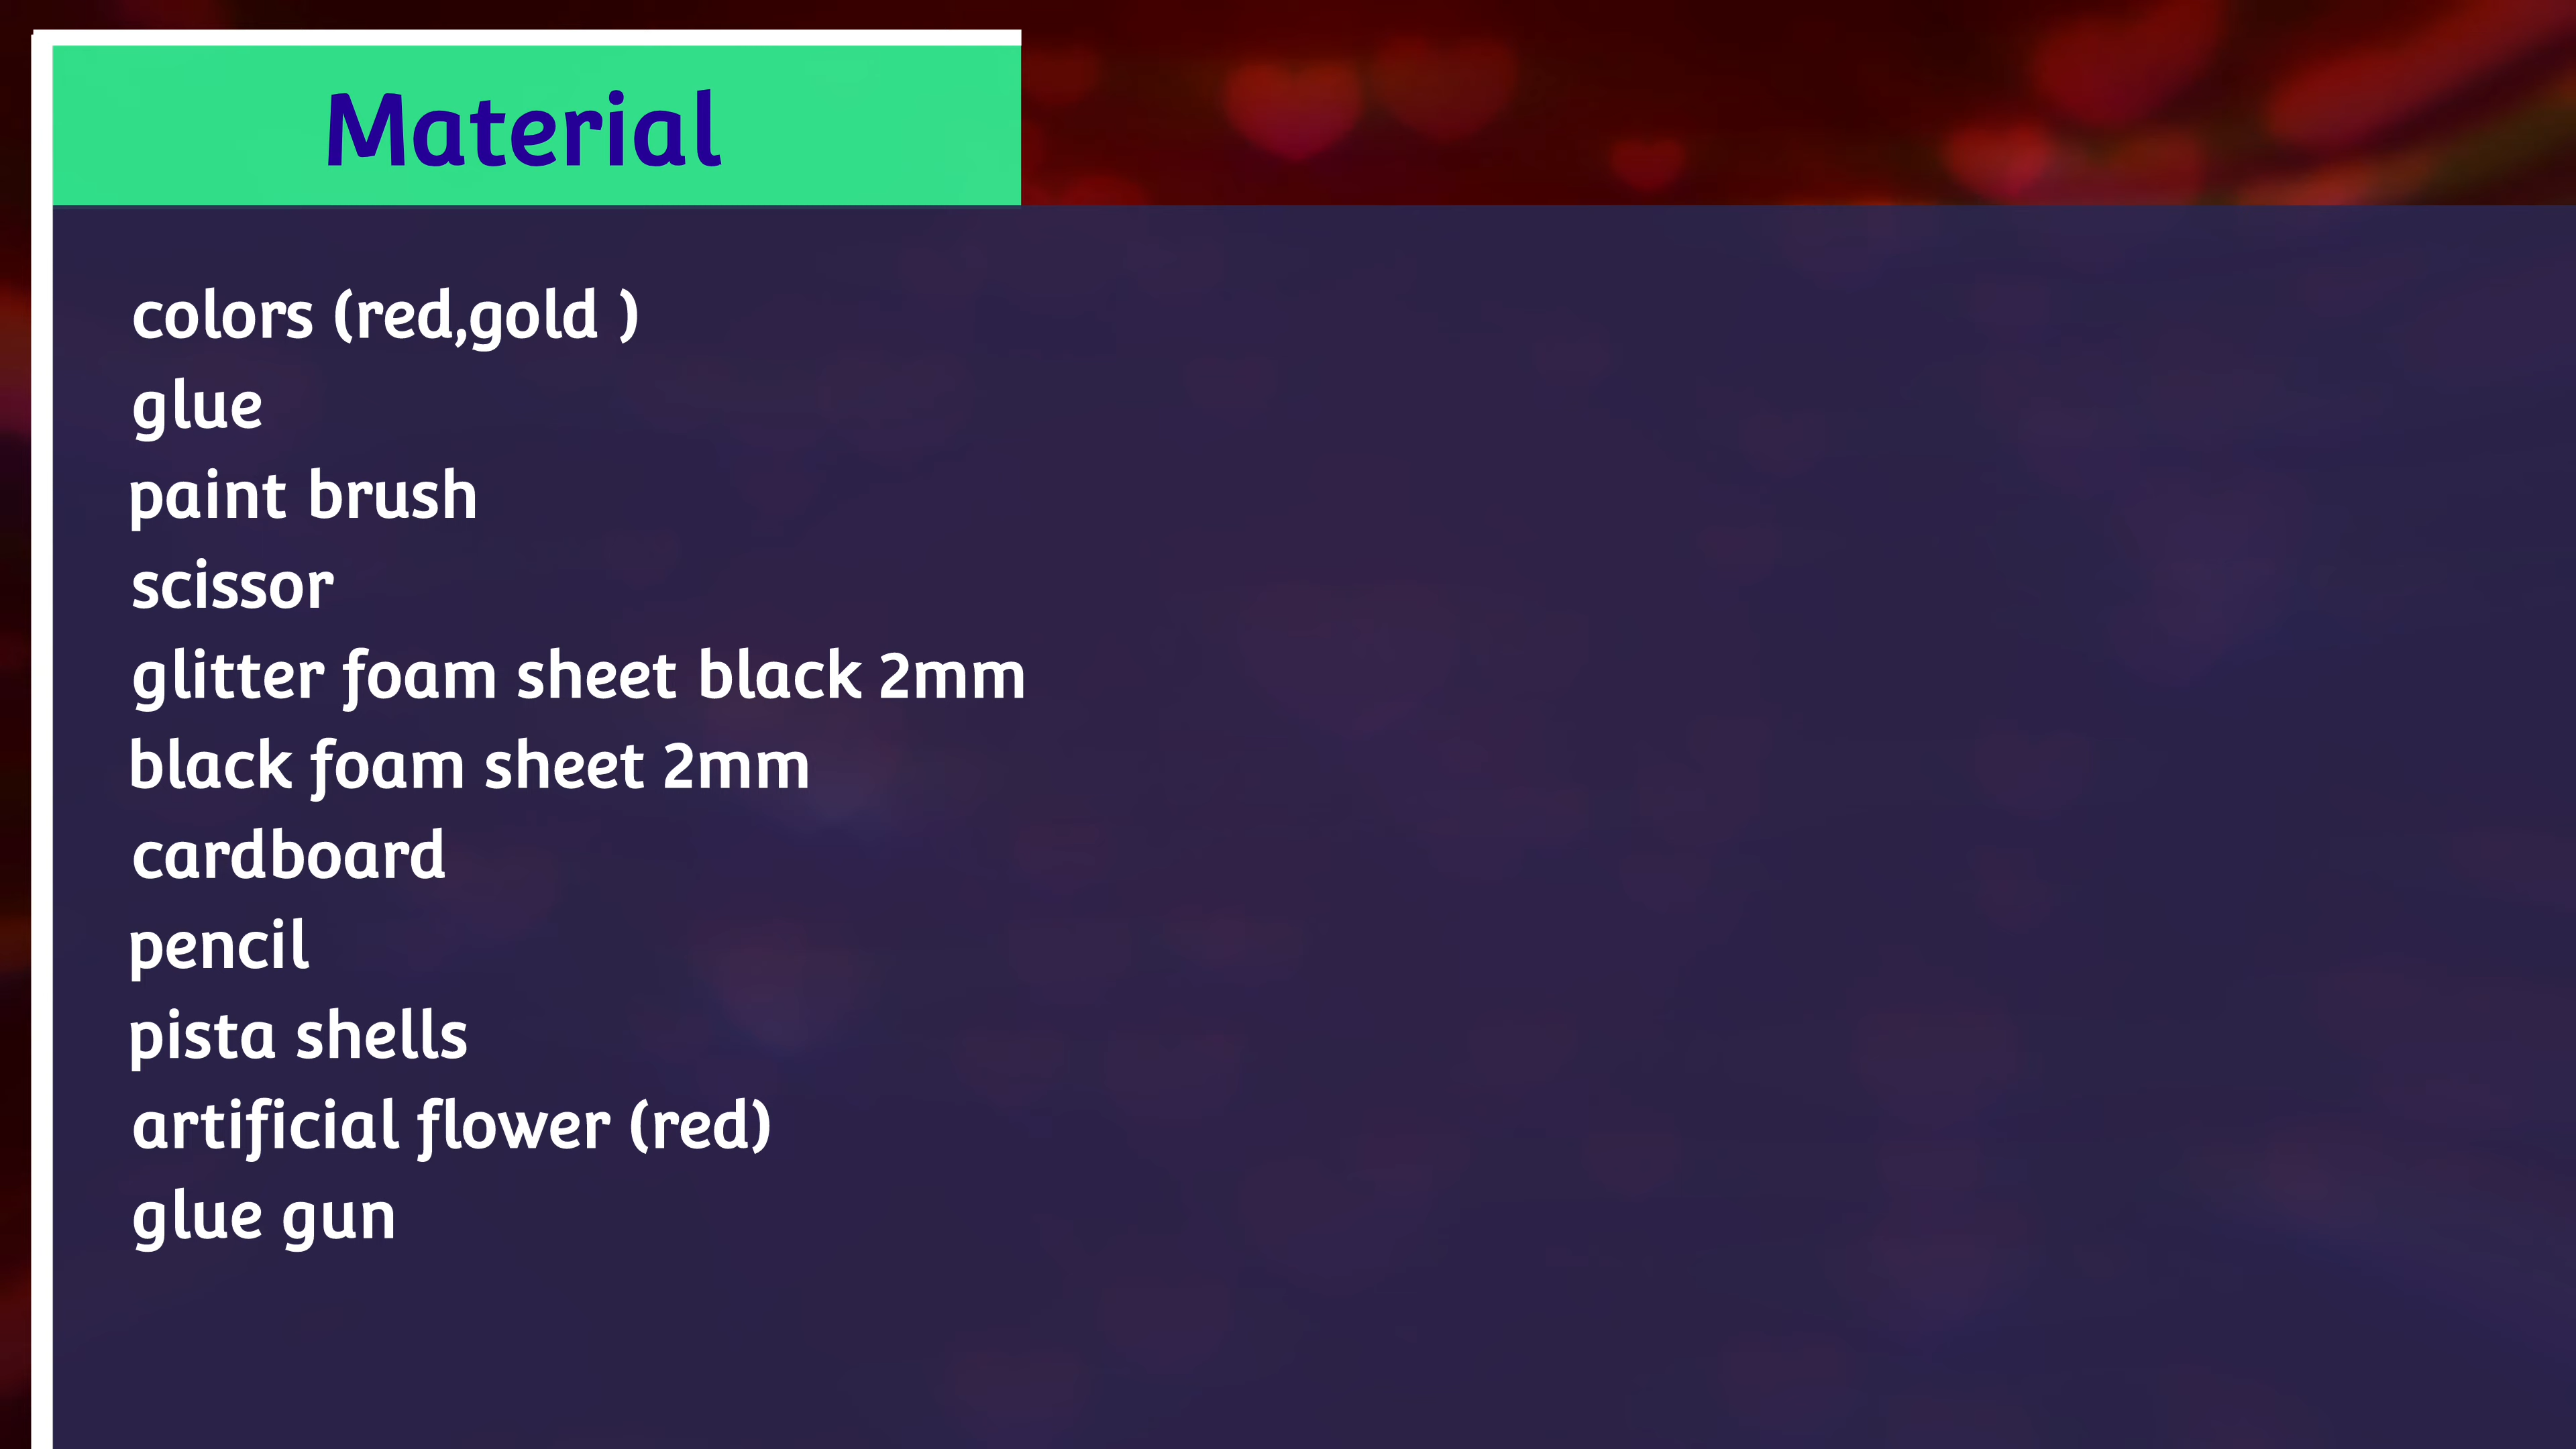 Material
colors (red,gold )
glue
paint brush
scissor
glitter foam sheet black 2mm
black foam sheet 2mm
cardboard
pencil
pista shells
artificial flower (red)
glue gun